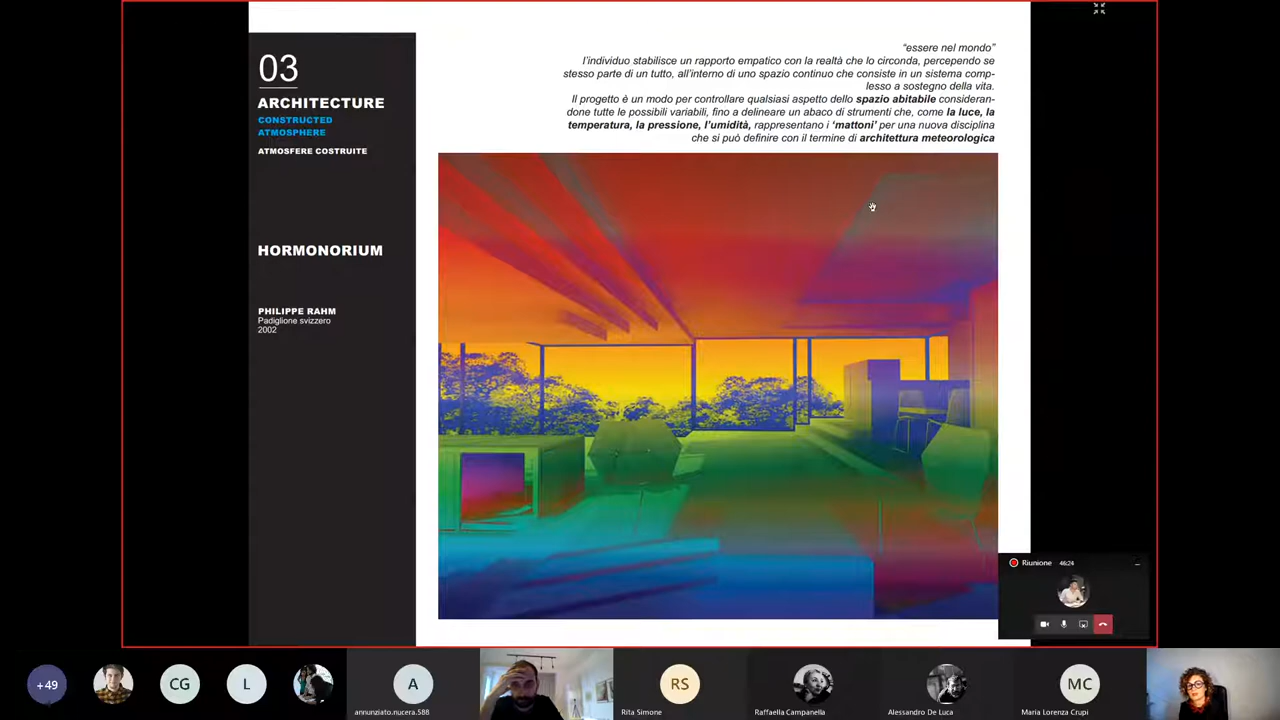 03
ARCHITECTURE
CONSTRUCTED
ATMOSPHERE
ATMOSFERE COSTRUITE
HORMONORIUM
PHILIPPE RAHM
Padiglione svizzero
2002
“essere nel mondo”
l’individuo stabilisce un rapporto empatico con la realtà che lo circonda, percependo se
stesso parte di un tutto, all’interno di uno spazio continuo che consiste in un sistema comp-
lesso a sostegno della vita.
Il progetto è un modo per controllare qualsiasi aspetto dello spazio abitabile consideran-
done tutte le possibili variabili, fino a delineare un abaco di strumenti che, come la luce, la
temperatura, la pressione, l’umidità, rappresentano i ‘mattoni’ per una nuova disciplina
che si può definire con il termine di architettura meteorologica
Riunione 46:24
+49
CG
L
A
annunziato.nucera.588
RS
Rita Simone
Raffaella Campanella
Alessandro De Luca
MC
Maria Lorenza Crupi